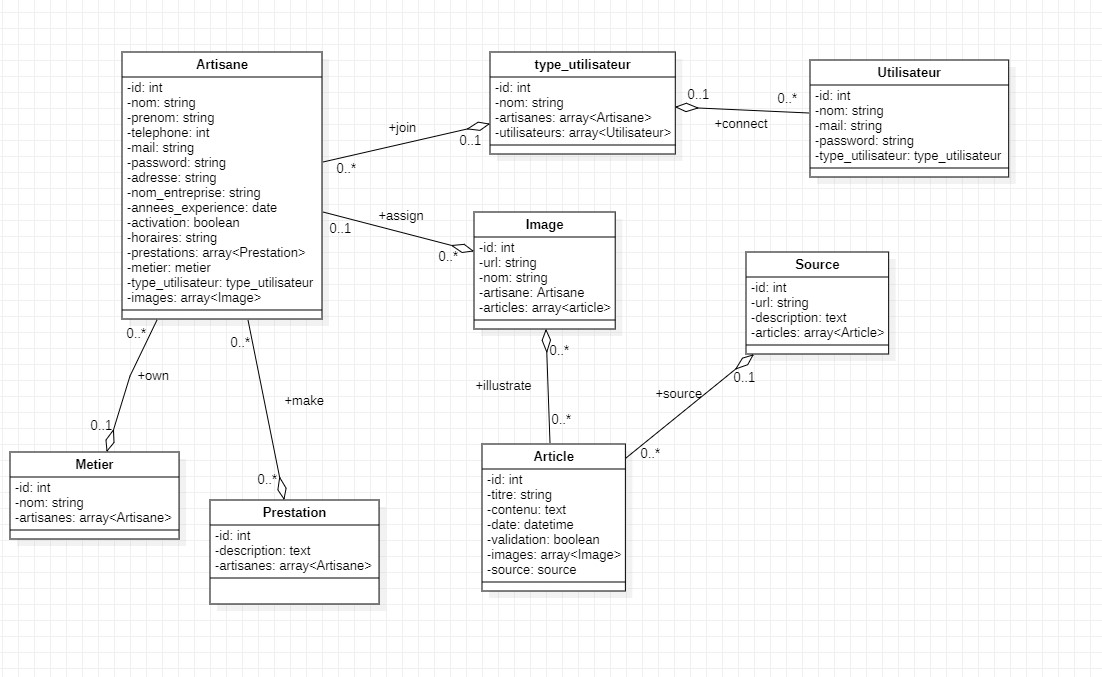 Artisane
-id: int
-nom: string
-prenom: string
-telephone: int
-mail: string
-password: string
-adresse: string
-nom_entreprise: string
-annees_experience: date
-activation: boolean
-horaires: string
-prestations: array<Prestation>
-metier: metier
-type_utilisateur: type_utilisateur
-images: array<Image>
+join
0..*
0..1
type_utilisateur
-id: int
-nom: string
-artisanes: array<Artisane>
-utilisateurs: array<Utilisateur>
0..1
0..*
+connect
Utilisateur
-id: int
-nom: string
-mail: string
-password: string
-type_utilisateur: type_utilisateur
+assign
0..1
0..*
Image
-id: int
-url: string
-nom: string
-artisane: Artisane
-articles: array<article>
Source
-id: int
-url: string
-description: text
-articles: array<Article>
0..*
+own
0..1
0..*
+make
0..*
0..*
+illustrate
0..*
0..1
+source
0..*
Metier
-id: int
-nom: string
-artisanes: array<Artisane>
Prestation
-id: int
-description: text
-artisanes: array<Artisane>
Article
-id: int
-titre: string
-contenu: text
-date: datetime
-validation: boolean
-images: array<Image>
-source: source